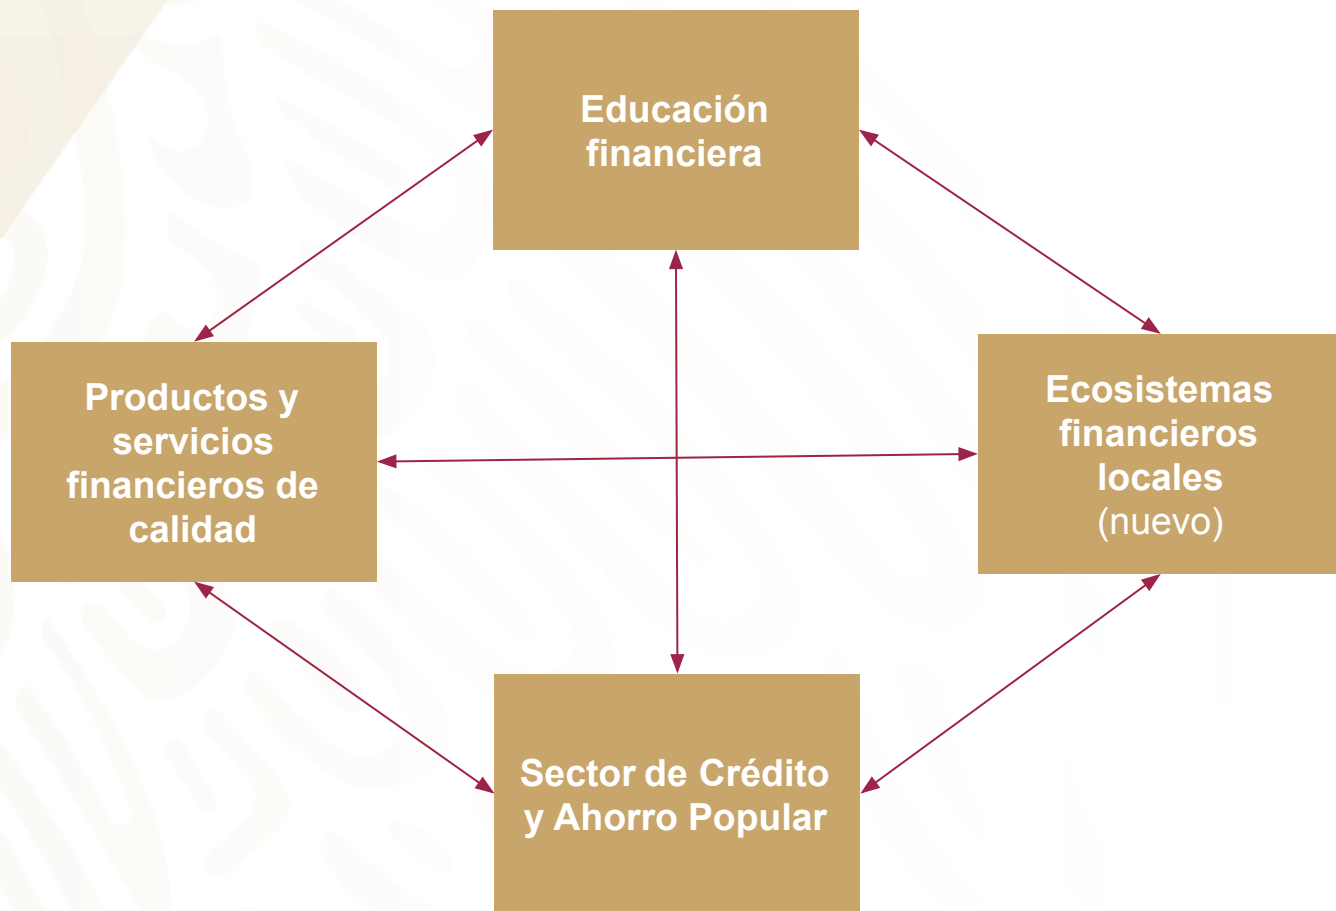 Educación
financiera
Productos y
servicios
financieros de
calidad
Ecosistemas
financieros
locales
(nuevo)
Sector de Crédito
y Ahorro Popular